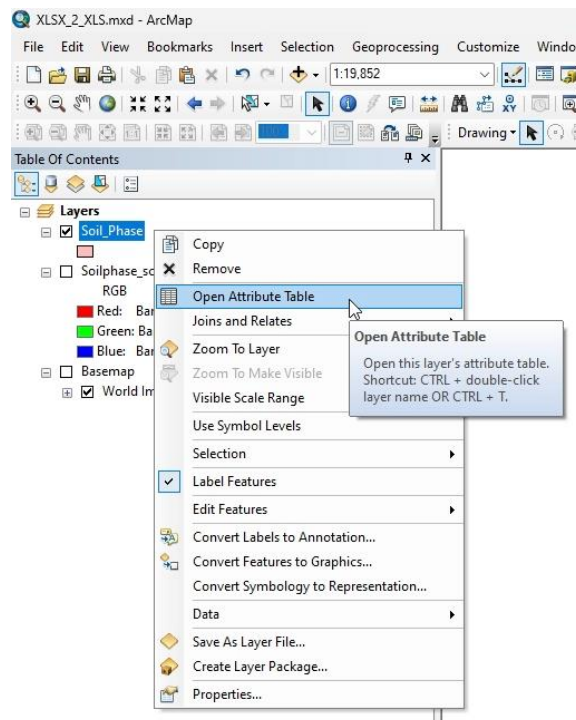 XLSX_2_XLS.mxd - ArcMap
File Edit View Bookmarks Insert Selection Geoprocessing Customize Windo
1:19,852
Drawing
Table Of Contents
Layers
Soil_Phase
Soilphase_sc
RGB
Red: Bar
Green: Ba
Blue: Bar
Basemap
World Im
Copy
Remove
Open Attribute Table
Joins and Relates
Zoom To Layer
Zoom To Make Visible
Visible Scale Range
Use Symbol Levels
Selection
Label Features
Edit Features
Convert Labels to Annotation...
Convert Features to Graphics...
Convert Symbology to Representation...
Data
Save As Layer File...
Create Layer Package...
Properties...
Open Attribute Table
Open this layer's attribute table.
Shortcut: CTRL + double-click
layer name OR CTRL + T.